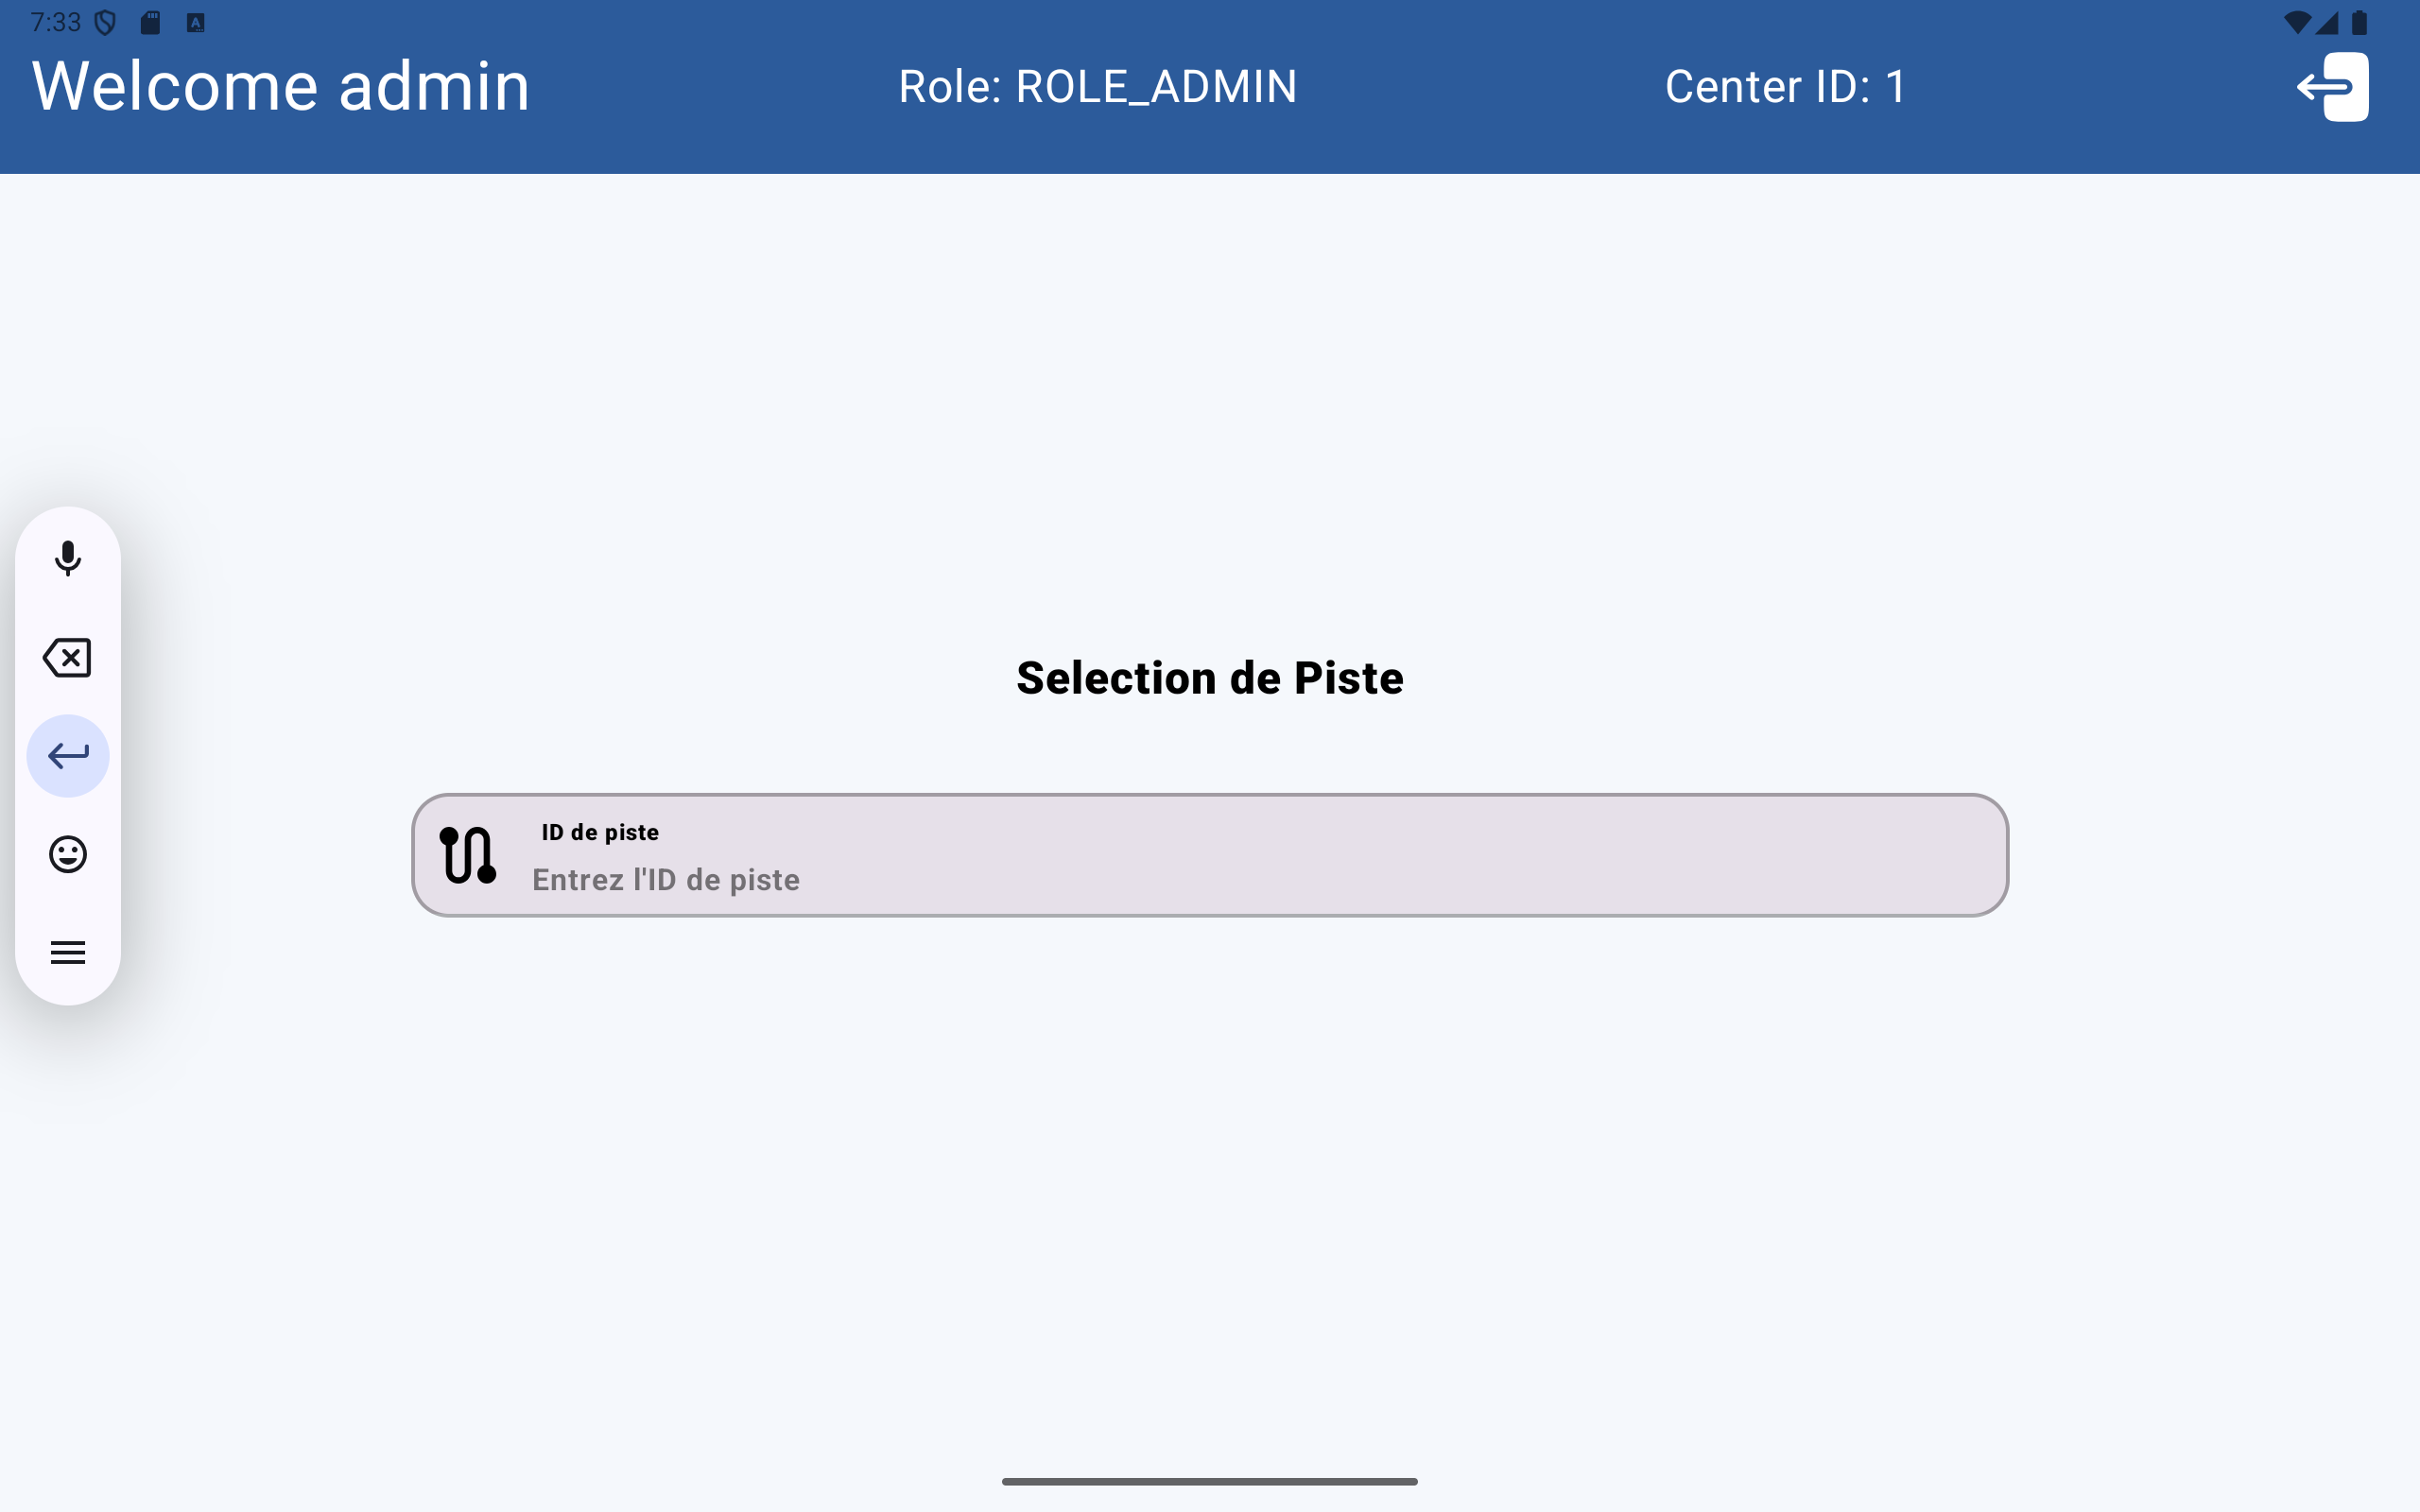 7:33
Welcome admin
Role: ROLE_ADMIN
Center ID: 1
Selection de Piste
ID de piste
Entrez l'ID de piste